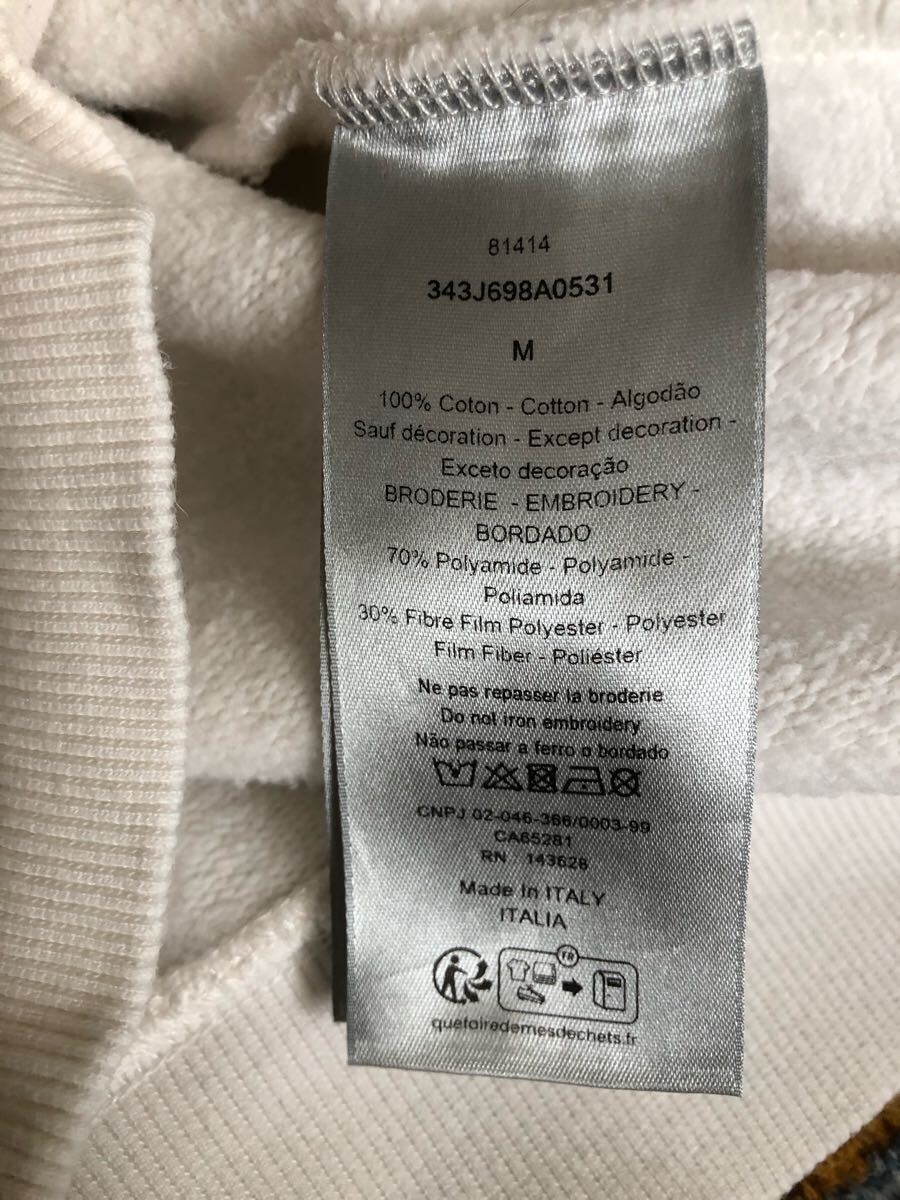 81414
343J698A0531
M
100% Coton - Cotton - Algodão
Sauf décoration - Except decoration -
Exceto decoração
BRODERIE - EMBROIDERY -
BORDADO
70% Polyamide - Polyamide -
Poliamida
30% Fibre Film Polyester - Polyester
Film Fiber - Poliéster
Ne pas repasser la broderie
Do not iron embroidery
Não passar a ferro o bordado
CNPJ 02-046-366/0003-99
CA65281
RN 143628
Made in ITALY
ITALIA
FR
quefairedemesdechets.fr